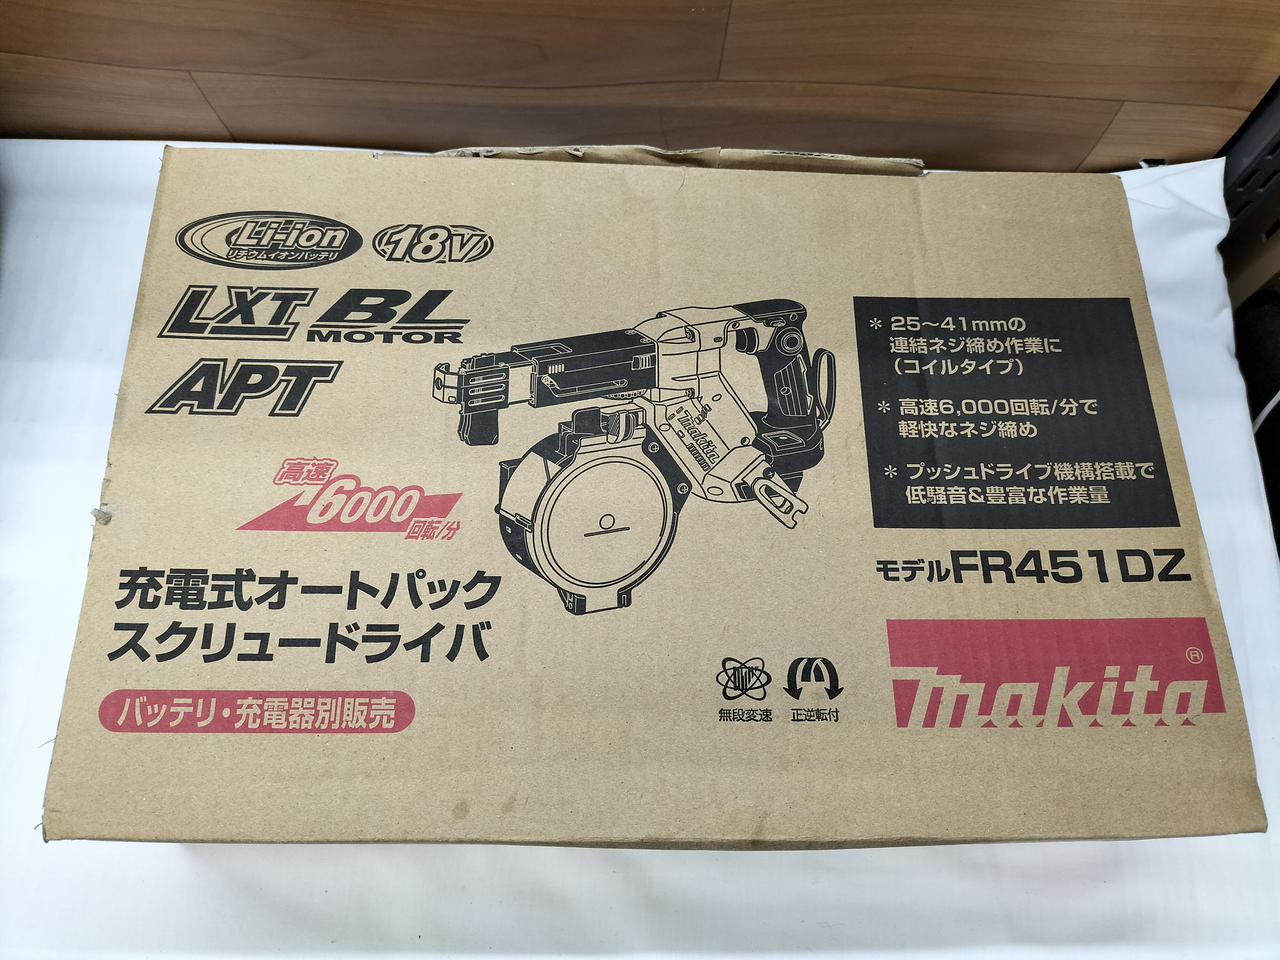 Li-ion
リチウムイオンバッテリ
18V
LXT BL
MOTOR
APT
高速
6000
回転/分
充電式オートパック
スクリュードライバ
バッテリ・充電器別販売
makita
* 25〜41mmの
連結ネジ締め作業に
(コイルタイプ)
* 高速6,000回転/分で
軽快なネジ締め
* プッシュドライブ機構搭載で
低騒音&豊富な作業量
モデルFR451DZ
無段変速
正逆転付
makita®